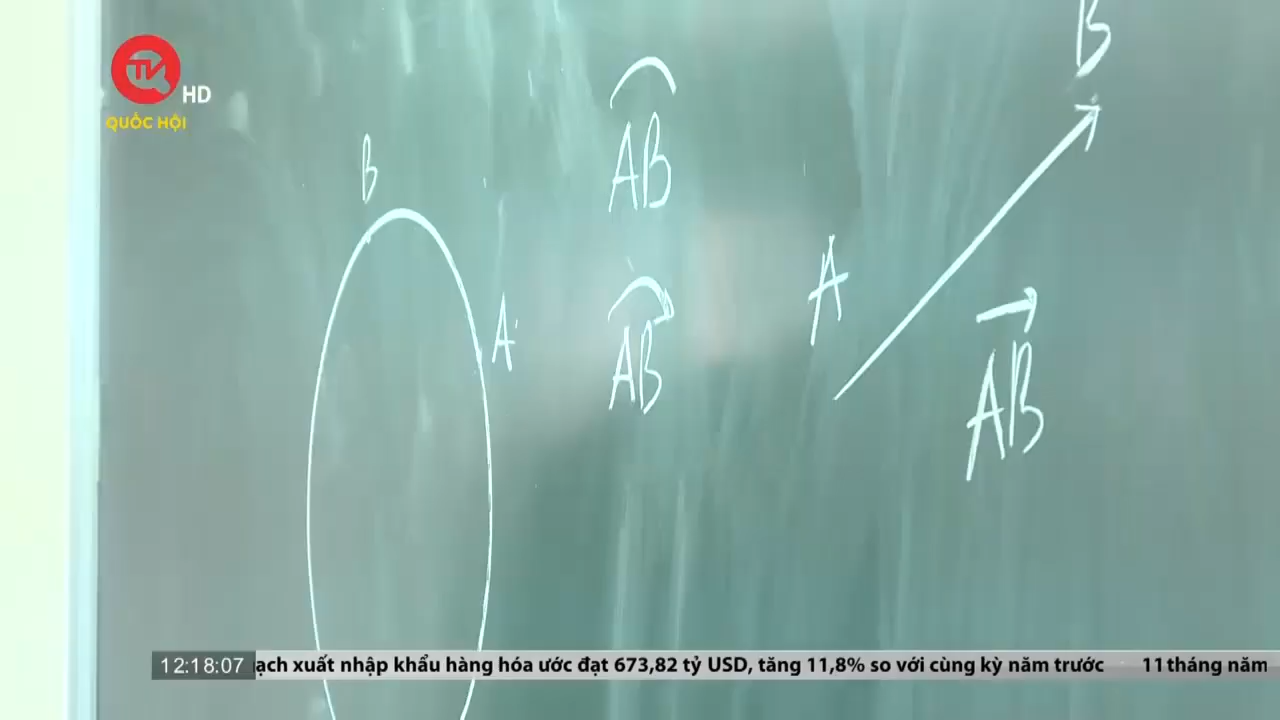 TV
HD
QUỐC HỘI
B
A
AB
AB
A
B
AB
12:18:07 ạch xuất nhập khẩu hàng hóa ước đạt 673,82 tỷ USD, tăng 11,8% so với cùng kỳ năm trước 11 tháng năm